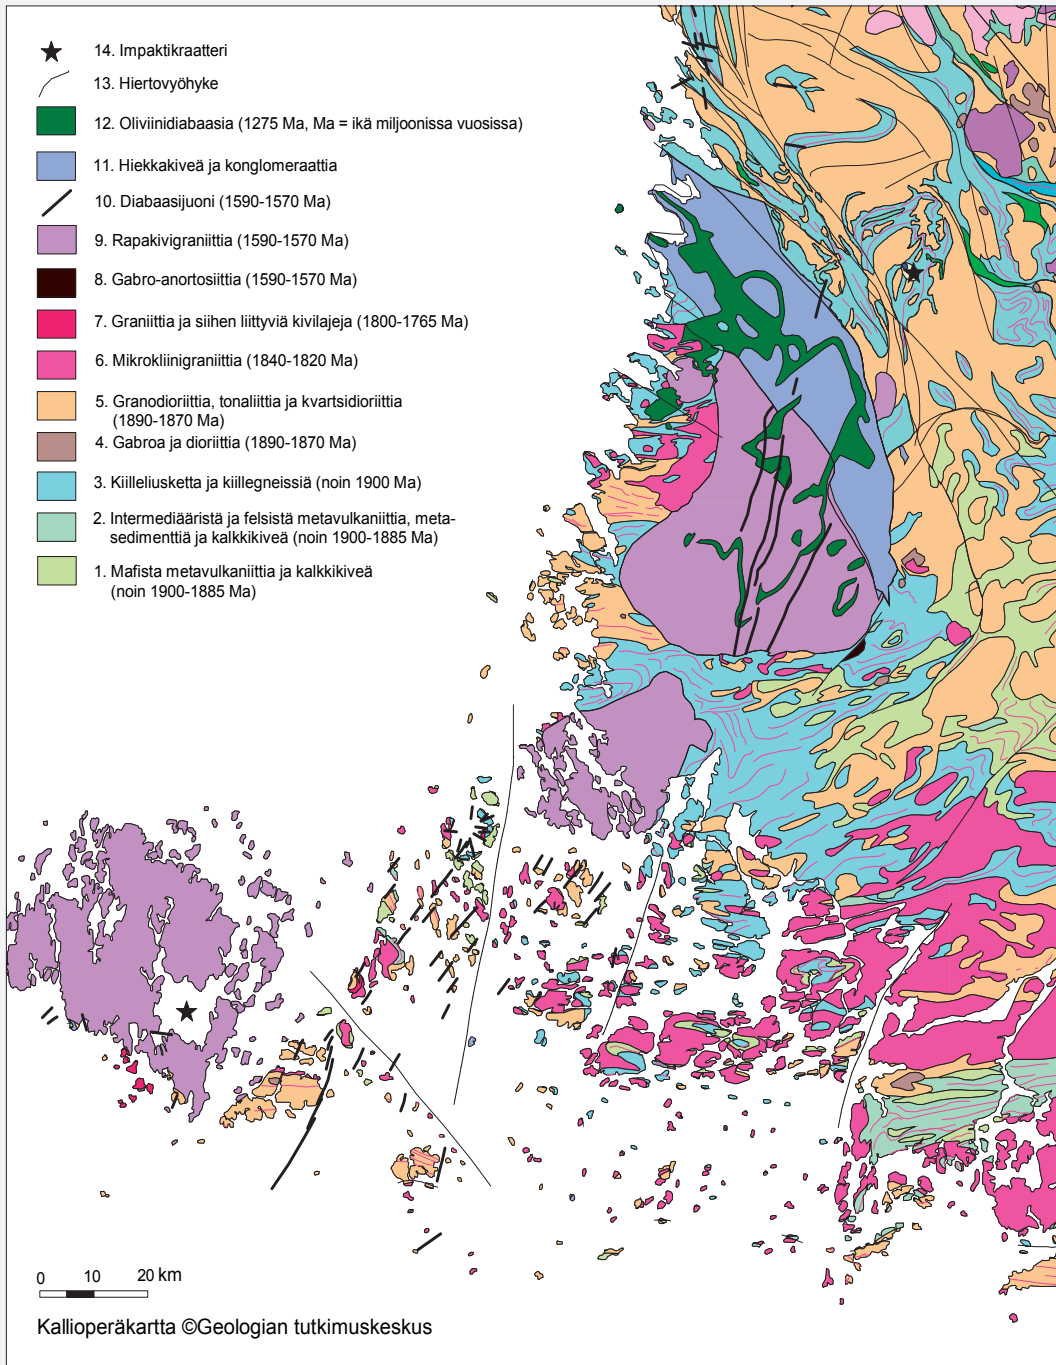 14. Impaktikraatteri
13. Hiertovyöhyke
12. Oliviinidiabaasia (1275 Ma, Ma = ikä miljoonissa vuosissa)
11. Hiekkakiveä ja konglomeraattia
10. Diabaasijuoni (1590-1570 Ma)
9. Rapakivigraniittia (1590-1570 Ma)
8. Gabro-anortosiittia (1590-1570 Ma)
7. Graniittia ja siihen liittyviä kivilajeja (1800-1765 Ma)
6. Mikrokliinigraniittia (1840-1820 Ma)
5. Granodioriittia, tonaliittia ja kvartsidioriittia
(1890-1870 Ma)
4. Gabroa ja dioriittia (1890-1870 Ma)
3. Kiilleliusketta ja kiillegneissiä (noin 1900 Ma)
2. Intermediääristä ja felsistä metavulkaniittia, meta-
sedimenttiä ja kalkkikiveä (noin 1900-1885 Ma)
1. Mafista metavulkaniittia ja kalkkikiveä
(noin 1900-1885 Ma)
0 10 20 km
Kallioperäkartta ©Geologian tutkimuskeskus